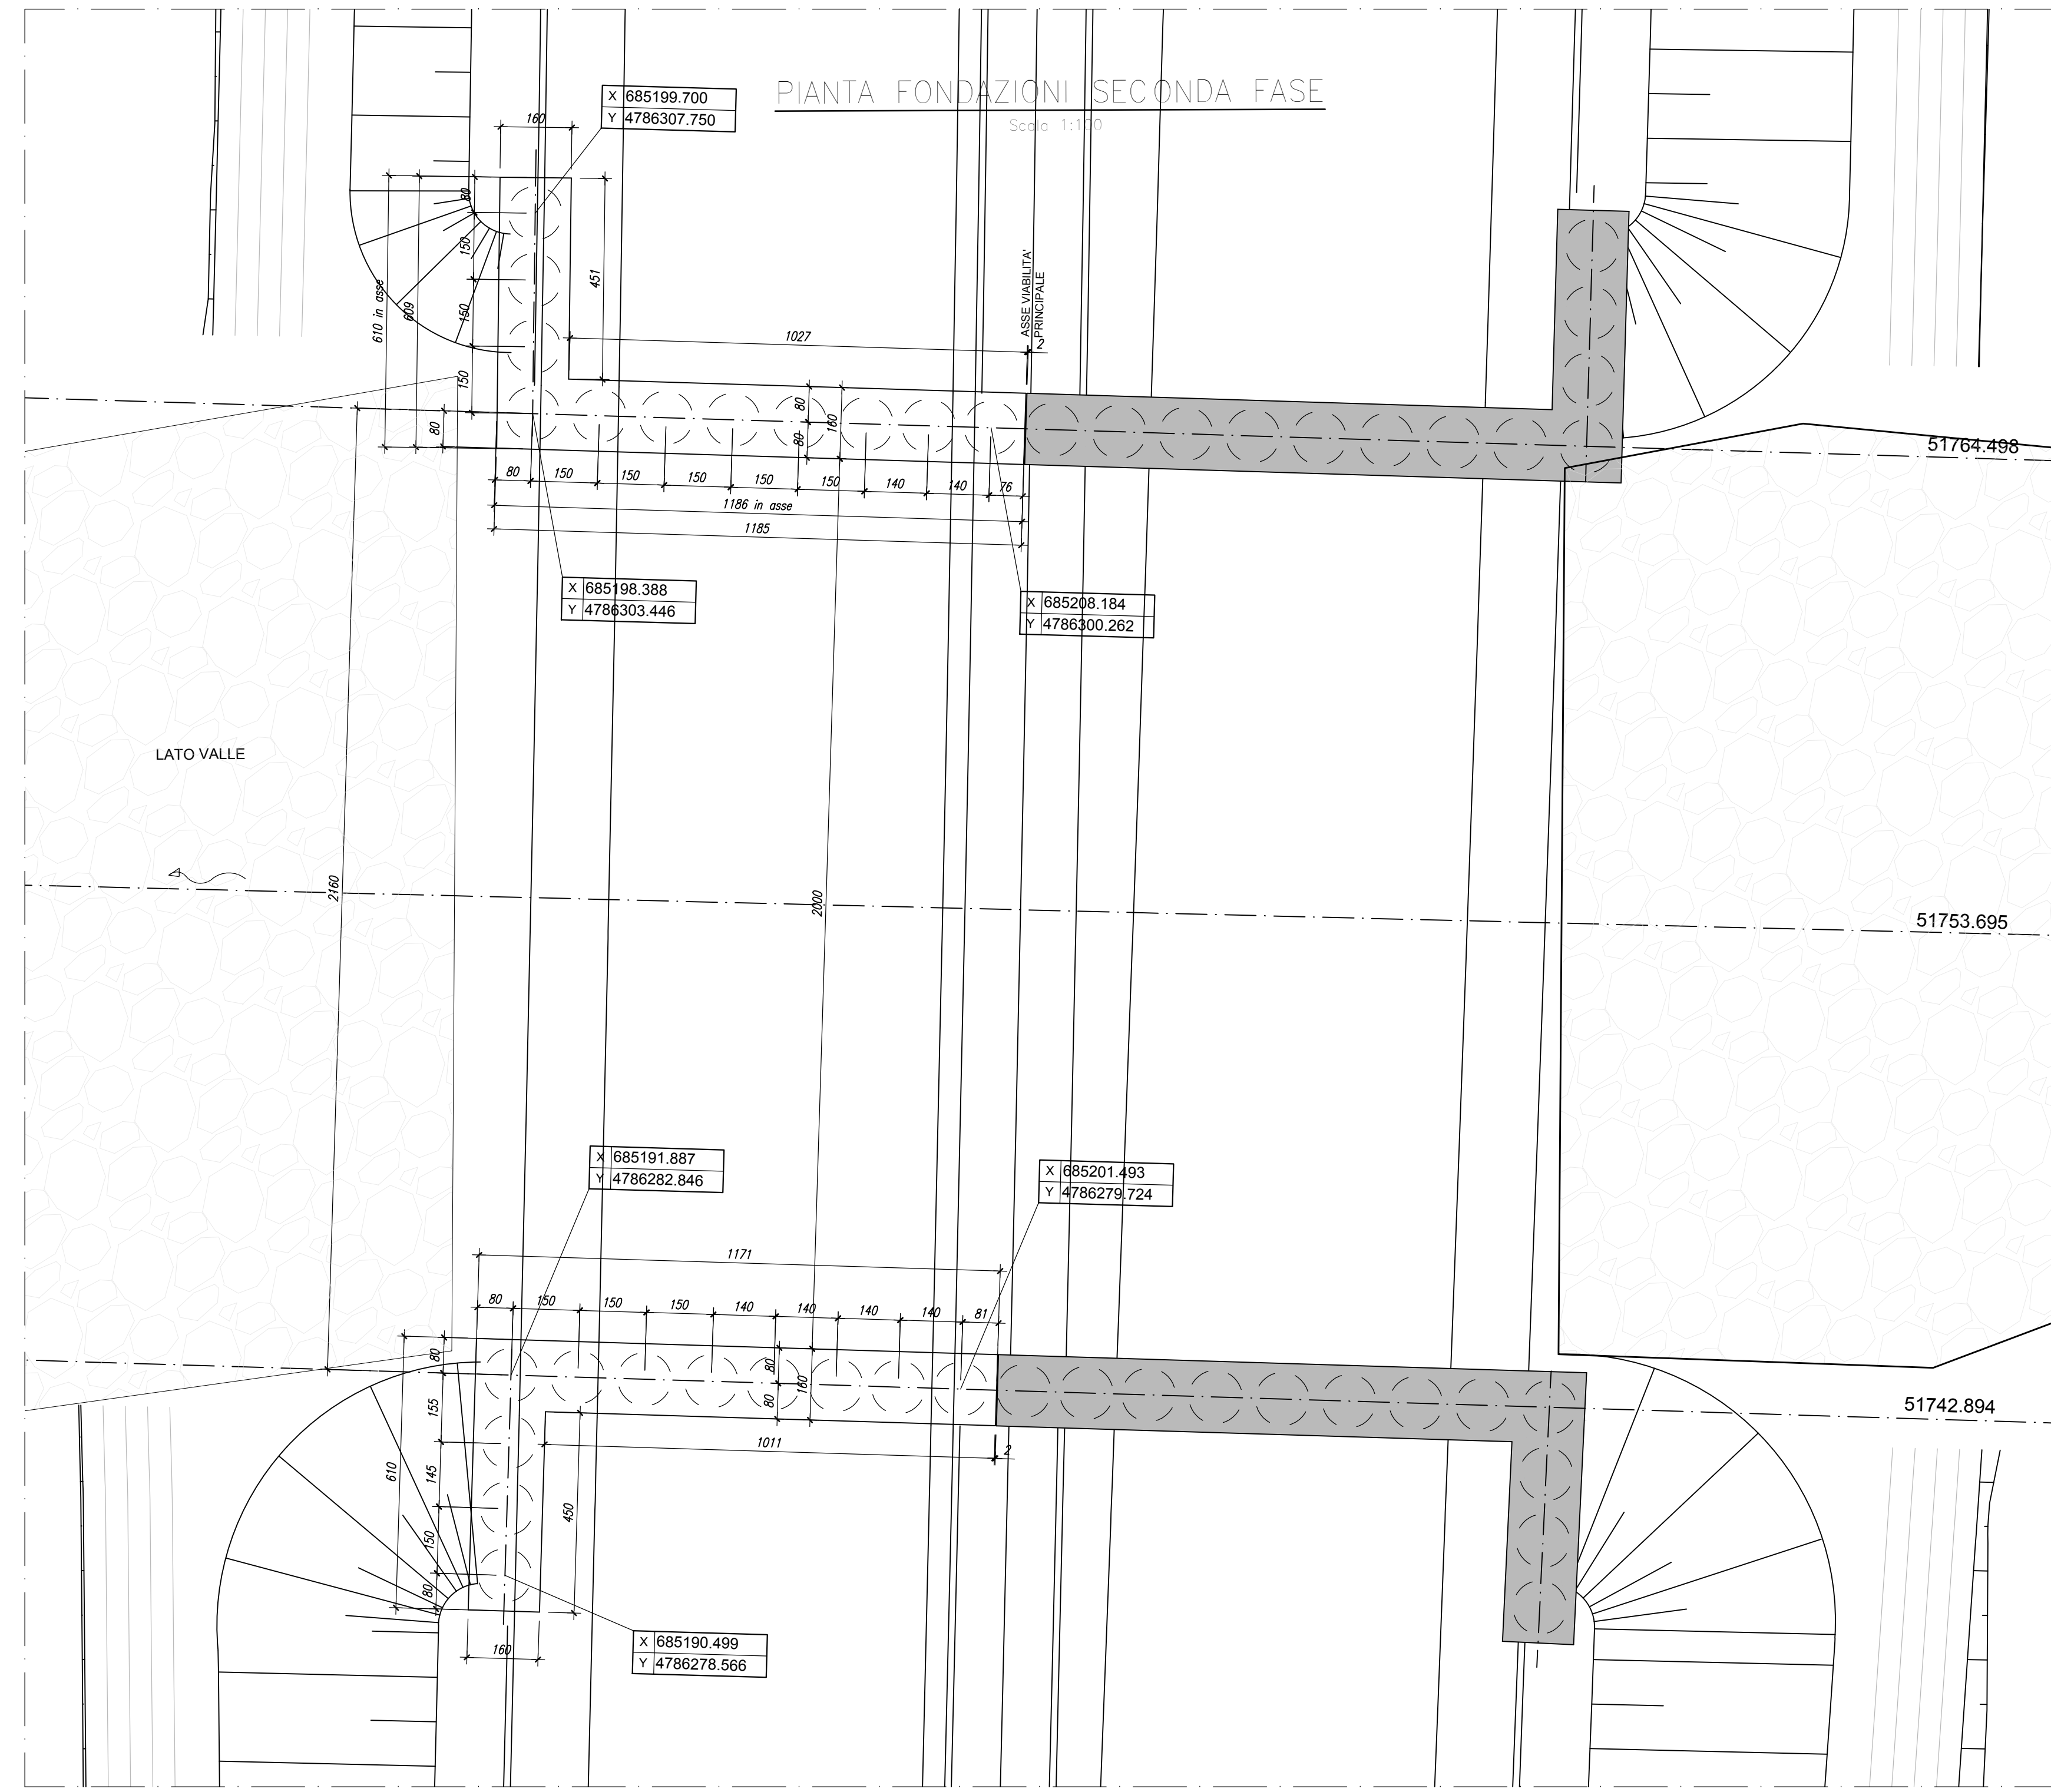 PIANTA FONDAZIONI SECONDA FASE
Scala 1:100
X 685199.700
Y 4786307.750
160
80
150
150
150
80
610 in asse
609
451
1027
2
ASSE VIABILITA'
PRINCIPALE
80
160
80
80 150 150 150 150 150 140 140 76
1186 in asse
1185
51764.498
X 685198.388
Y 4786303.446
X 685208.184
Y 4786300.262
LATO VALLE
2160
2000
51753.695
X 685191.887
Y 4786282.846
X 685201.493
Y 4786279.724
1171
80 150 150 150 140 140 140 140 81
80
155
145
150
80
610
80
160
80
1011
2
450
51742.894
160
X 685190.499
Y 4786278.566